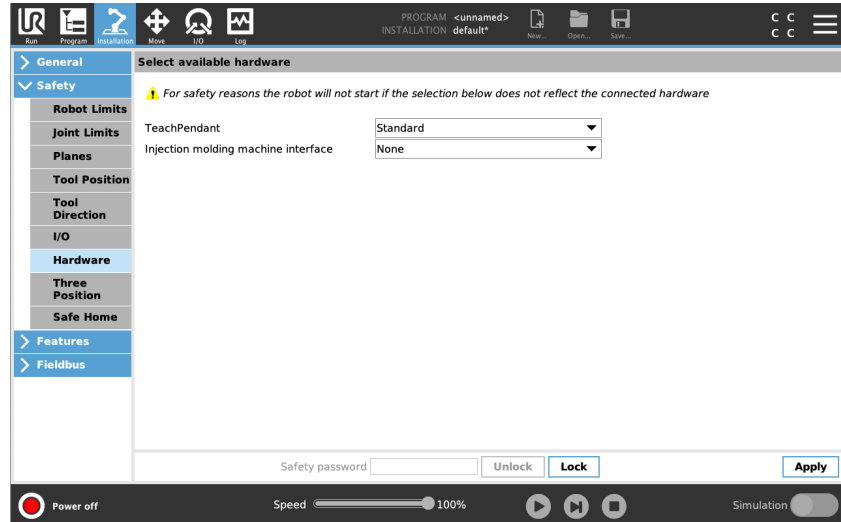 PROGRAM <unnamed>
INSTALLATION default*
C C
C C
Run Program Installation Move I/O Log New... Open... Save...
General
Select available hardware
Safety
For safety reasons the robot will not start if the selection below does not reflect the connected hardware
Robot Limits
Joint Limits
Planes
Tool Position
Tool
Direction
I/O
Hardware
Three
Position
Safe Home
Features
Fieldbus
TeachPendant Standard
Injection molding machine interface None
Safety password Unlock Lock Apply
Power off Speed 100% Simulation